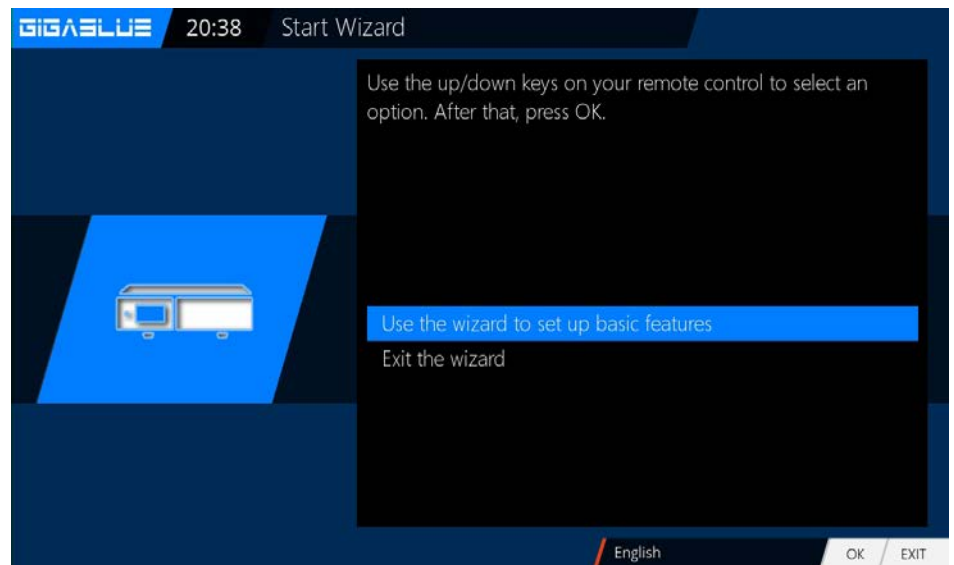 GIGABLUE 20:38 Start Wizard
Use the up/down keys on your remote control to select an
option. After that, press OK.
Use the wizard to set up basic features
Exit the wizard
English OK EXIT